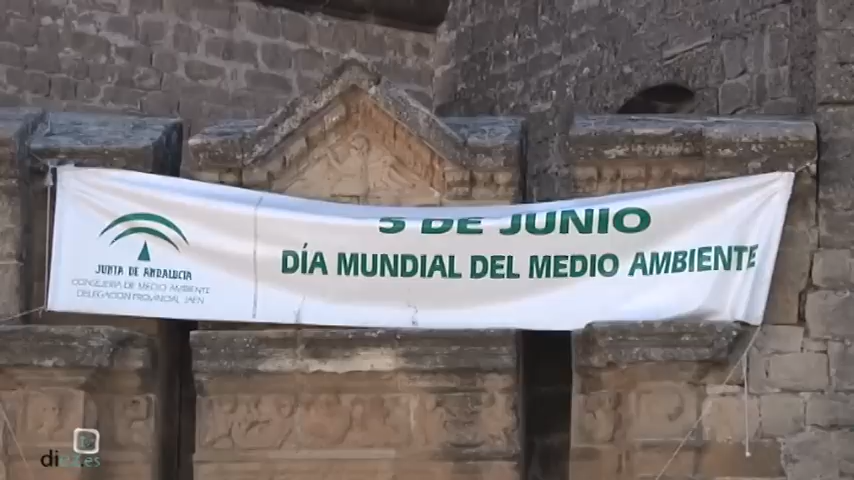 5 DE JUNIO
DÍA MUNDIAL DEL MEDIO AMBIENTE
JUNTA DE ANDALUCIA
CONSEJERIA DE MEDIO AMBIENTE
DELEGACION PROVINCIAL JAEN